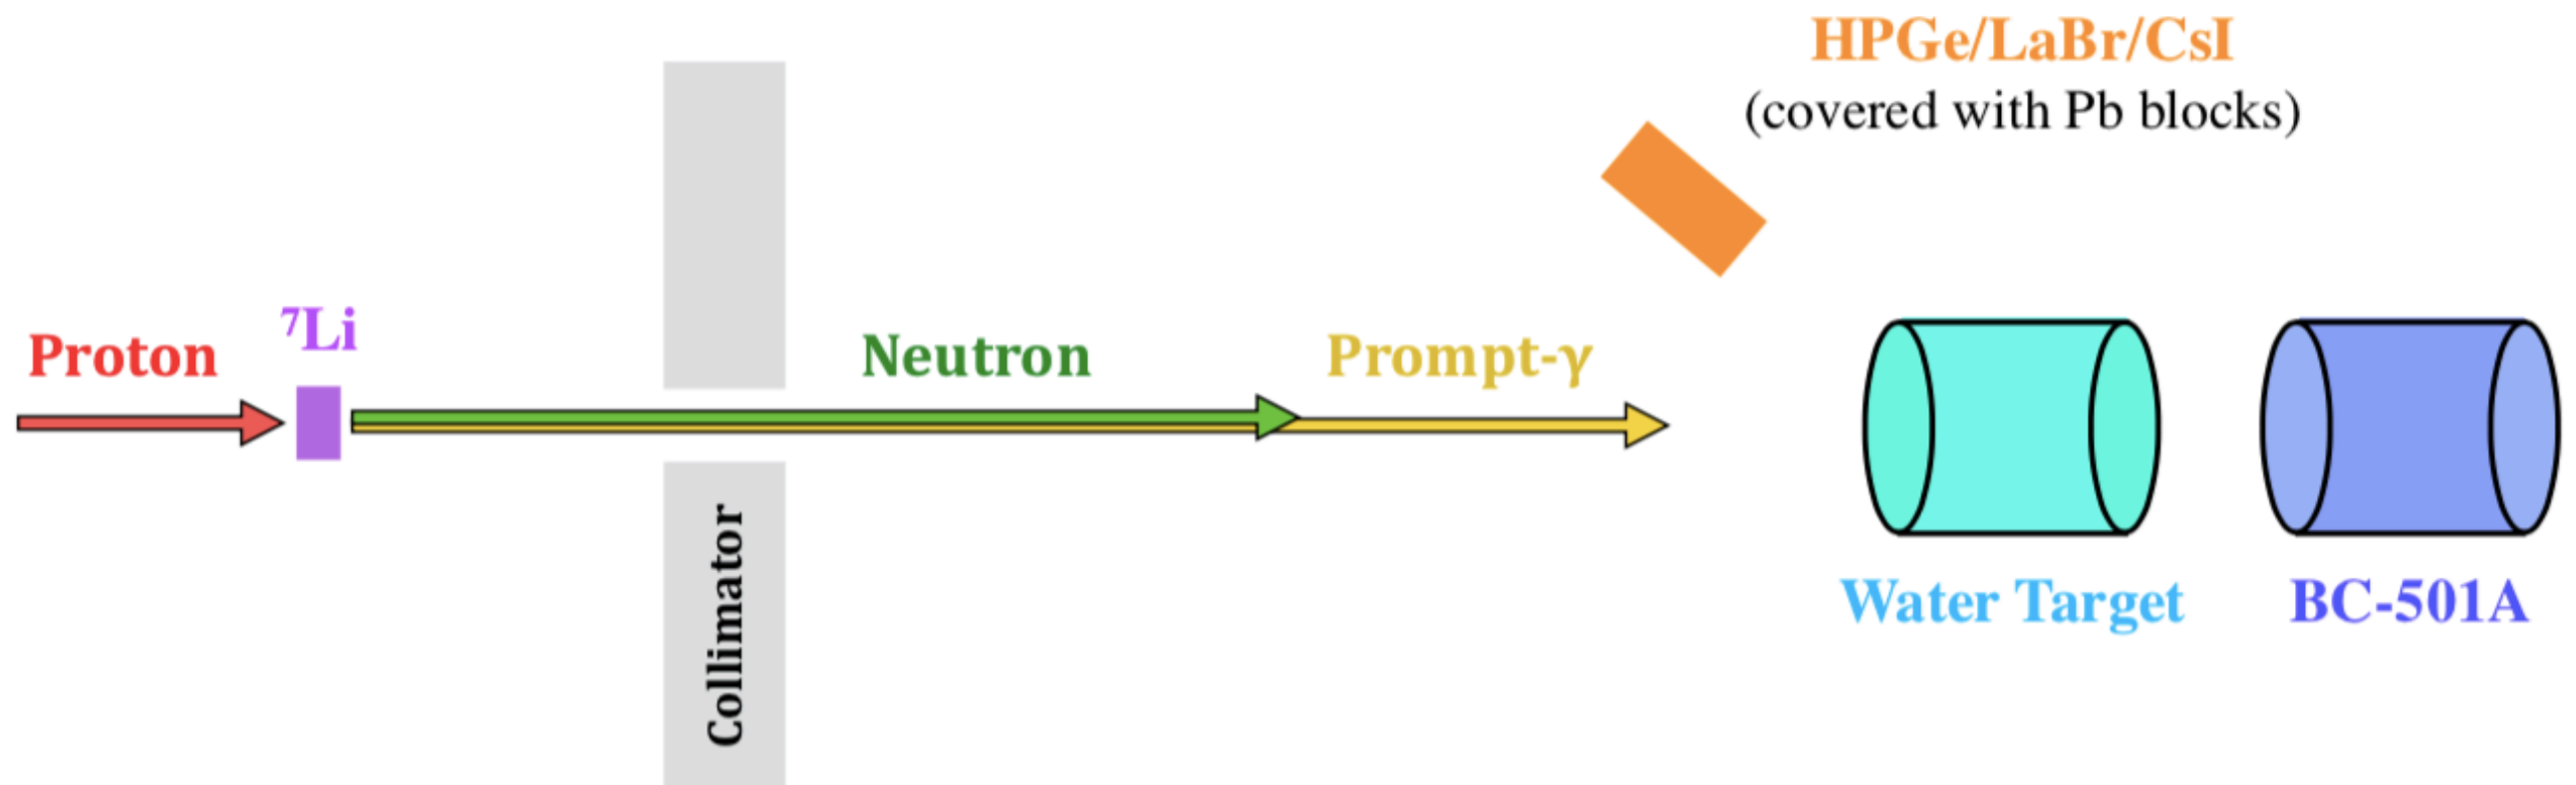 HPGe/LaBr/CsI
(covered with Pb blocks)
⁷Li
Proton
Neutron
Prompt-γ
Collimator
Water Target
BC-501A